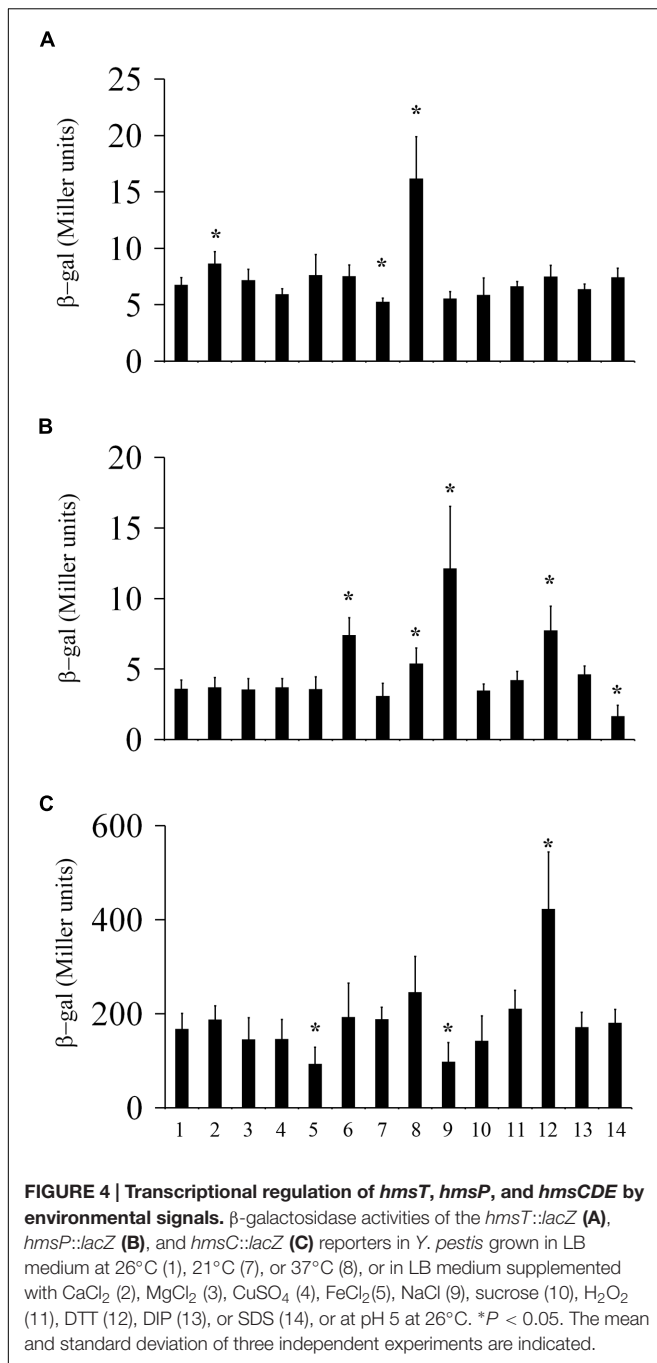 A
β–gal (Miller units)
25
20
15
10
5
0
*
*
*
B
β–gal (Miller units)
20
15
10
5
0
*
*
*
*
*
C
β–gal (Miller units)
600
400
200
0
*
*
*
1 2 3 4 5 6 7 8 9 10 11 12 13 14
FIGURE 4 | Transcriptional regulation of hmsT, hmsP, and hmsCDE by
environmental signals. β-galactosidase activities of the hmsT::lacZ (A),
hmsP::lacZ (B), and hmsC::lacZ (C) reporters in Y. pestis grown in LB
medium at 26°C (1), 21°C (7), or 37°C (8), or in LB medium supplemented
with CaCl₂ (2), MgCl₂ (3), CuSO₄ (4), FeCl₂(5), NaCl (9), sucrose (10), H₂O₂
(11), DTT (12), DIP (13), or SDS (14), or at pH 5 at 26°C. *P < 0.05. The mean
and standard deviation of three independent experiments are indicated.